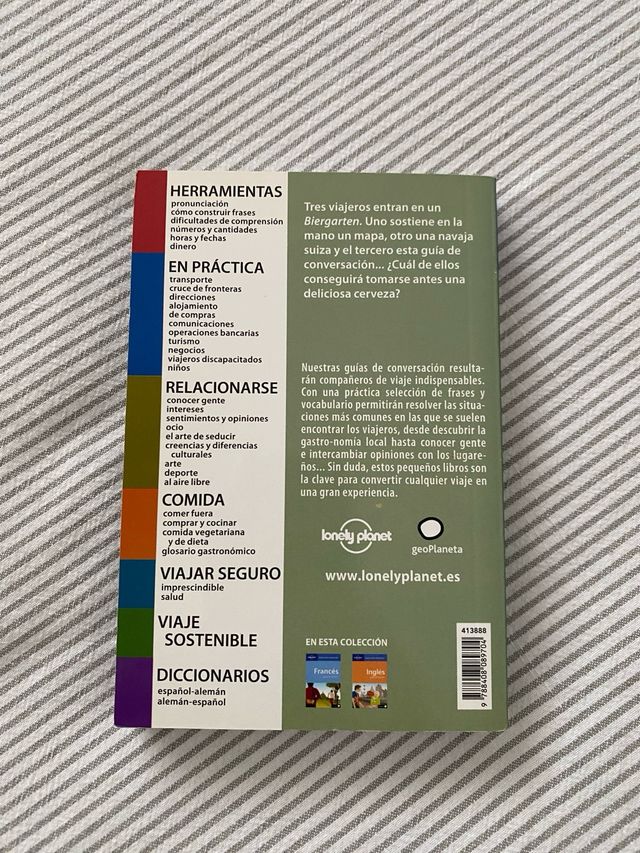 HERRAMIENTAS
pronunciación
cómo construir frases
dificultades de comprensión
números y cantidades
horas y fechas
dinero
EN PRÁCTICA
transporte
cruce de fronteras
direcciones
alojamiento
de compras
comunicaciones
operaciones bancarias
turismo
negocios
viajeros discapacitados
niños
RELACIONARSE
conocer gente
intereses
sentimientos y opiniones
ocio
el arte de seducir
creencias y diferencias
culturales
arte
deporte
al aire libre
COMIDA
comer fuera
comprar y cocinar
comida vegetariana
y de dieta
glosario gastronómico
VIAJAR SEGURO
imprescindible
salud
VIAJE
SOSTENIBLE
DICCIONARIOS
español-alemán
alemán-español
Tres viajeros entran en un
Biergarten. Uno sostiene en la
mano un mapa, otro una navaja
suiza y el tercero esta guía de
conversación... ¿Cuál de ellos
conseguirá tomarse antes una
deliciosa cerveza?
Nuestras guías de conversación resulta-
rán compañeros de viaje indispensables.
Con una práctica selección de frases y
vocabulario permitirán resolver las situa-
ciones más comunes en las que se suelen
encontrar los viajeros, desde descubrir la
gastro-nomía local hasta conocer gente
e intercambiar opiniones con los lugare-
ños... Sin duda, estos pequeños libros son
la clave para convertir cualquier viaje en
una gran experiencia.
lonely planet
geoPlaneta
www.lonelyplanet.es
EN ESTA COLECCIÓN
Francés
Inglés
413888
9 788408 089704